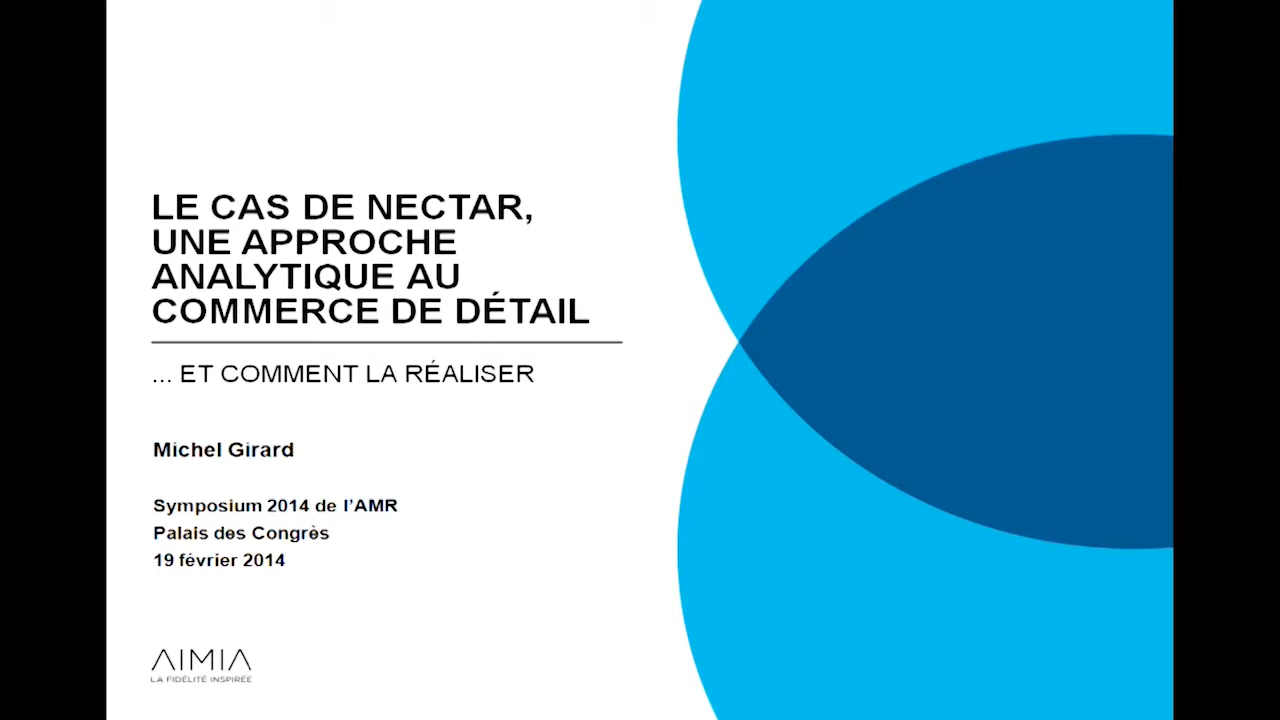 LE CAS DE NECTAR,
UNE APPROCHE
ANALYTIQUE AU
COMMERCE DE DÉTAIL
... ET COMMENT LA RÉALISER
Michel Girard
Symposium 2014 de l'AMR
Palais des Congrès
19 février 2014
AIMIA
LA FIDÉLITÉ INSPIRÉE